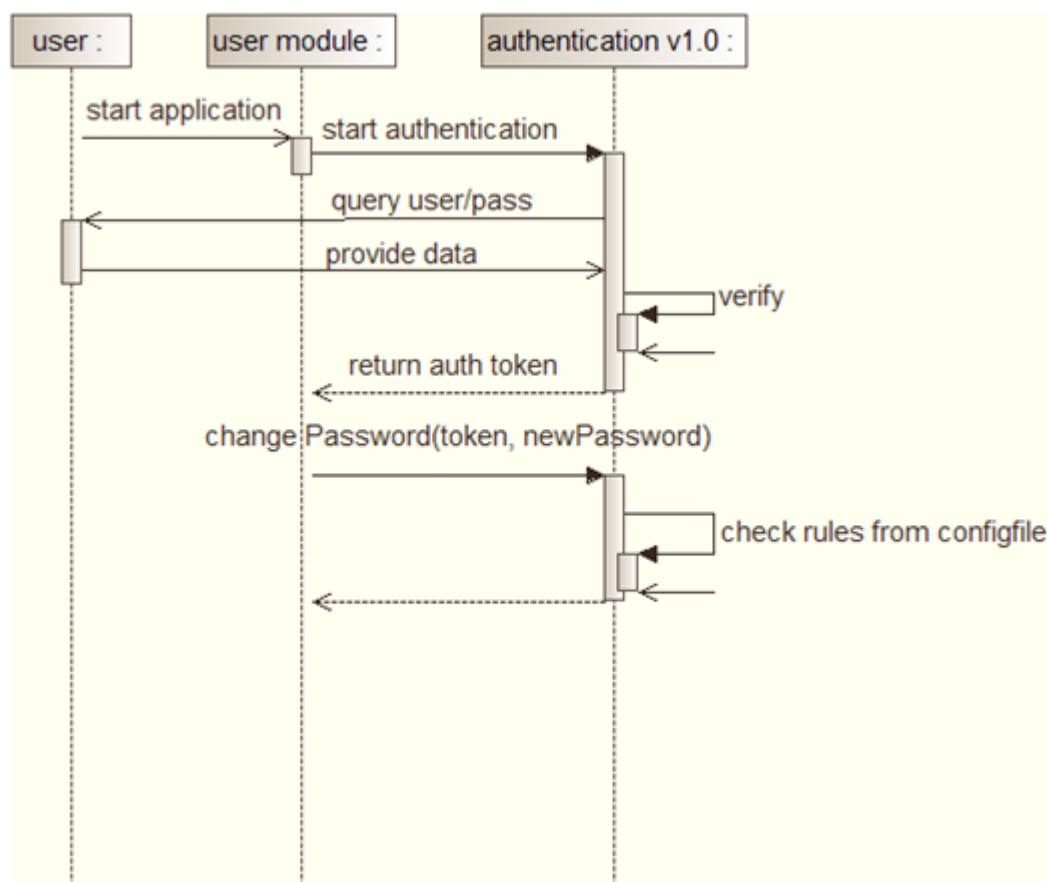 user :
user module :
authentication v1.0 :
start application
start authentication
query user/pass
provide data
verify
return auth token
change Password(token, newPassword)
check rules from configfile